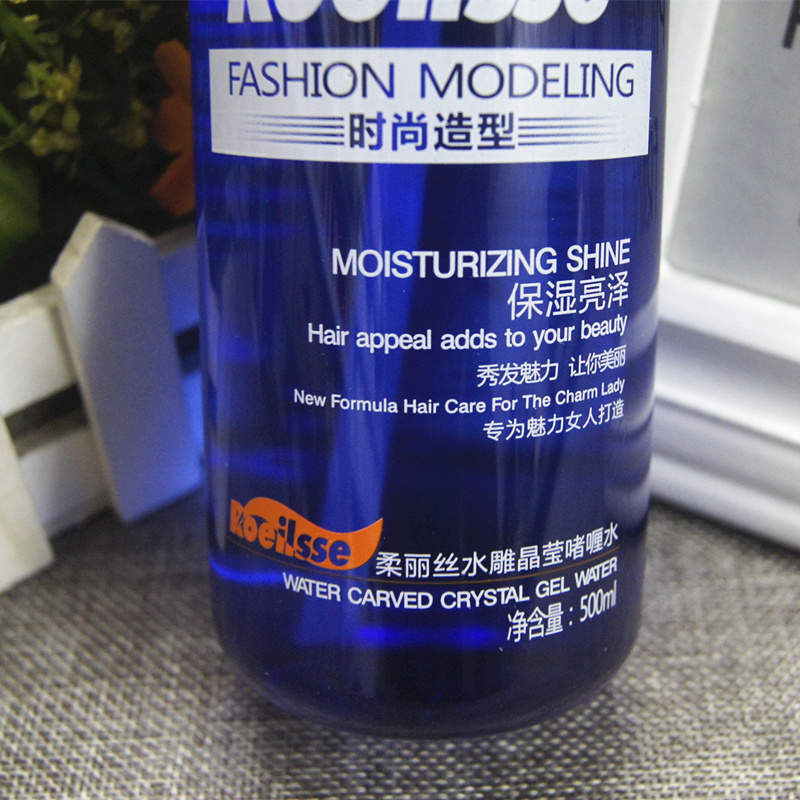 Roeilsse
FASHION MODELING
时尚造型
MOISTURIZING SHINE
保湿亮泽
Hair appeal adds to your beauty
秀发魅力 让你美丽
New Formula Hair Care For The Charm Lady
专为魅力女人打造
Roeilsse
柔丽丝水雕晶莹啫喱水
WATER CARVED CRYSTAL GEL WATER
净含量：500ml